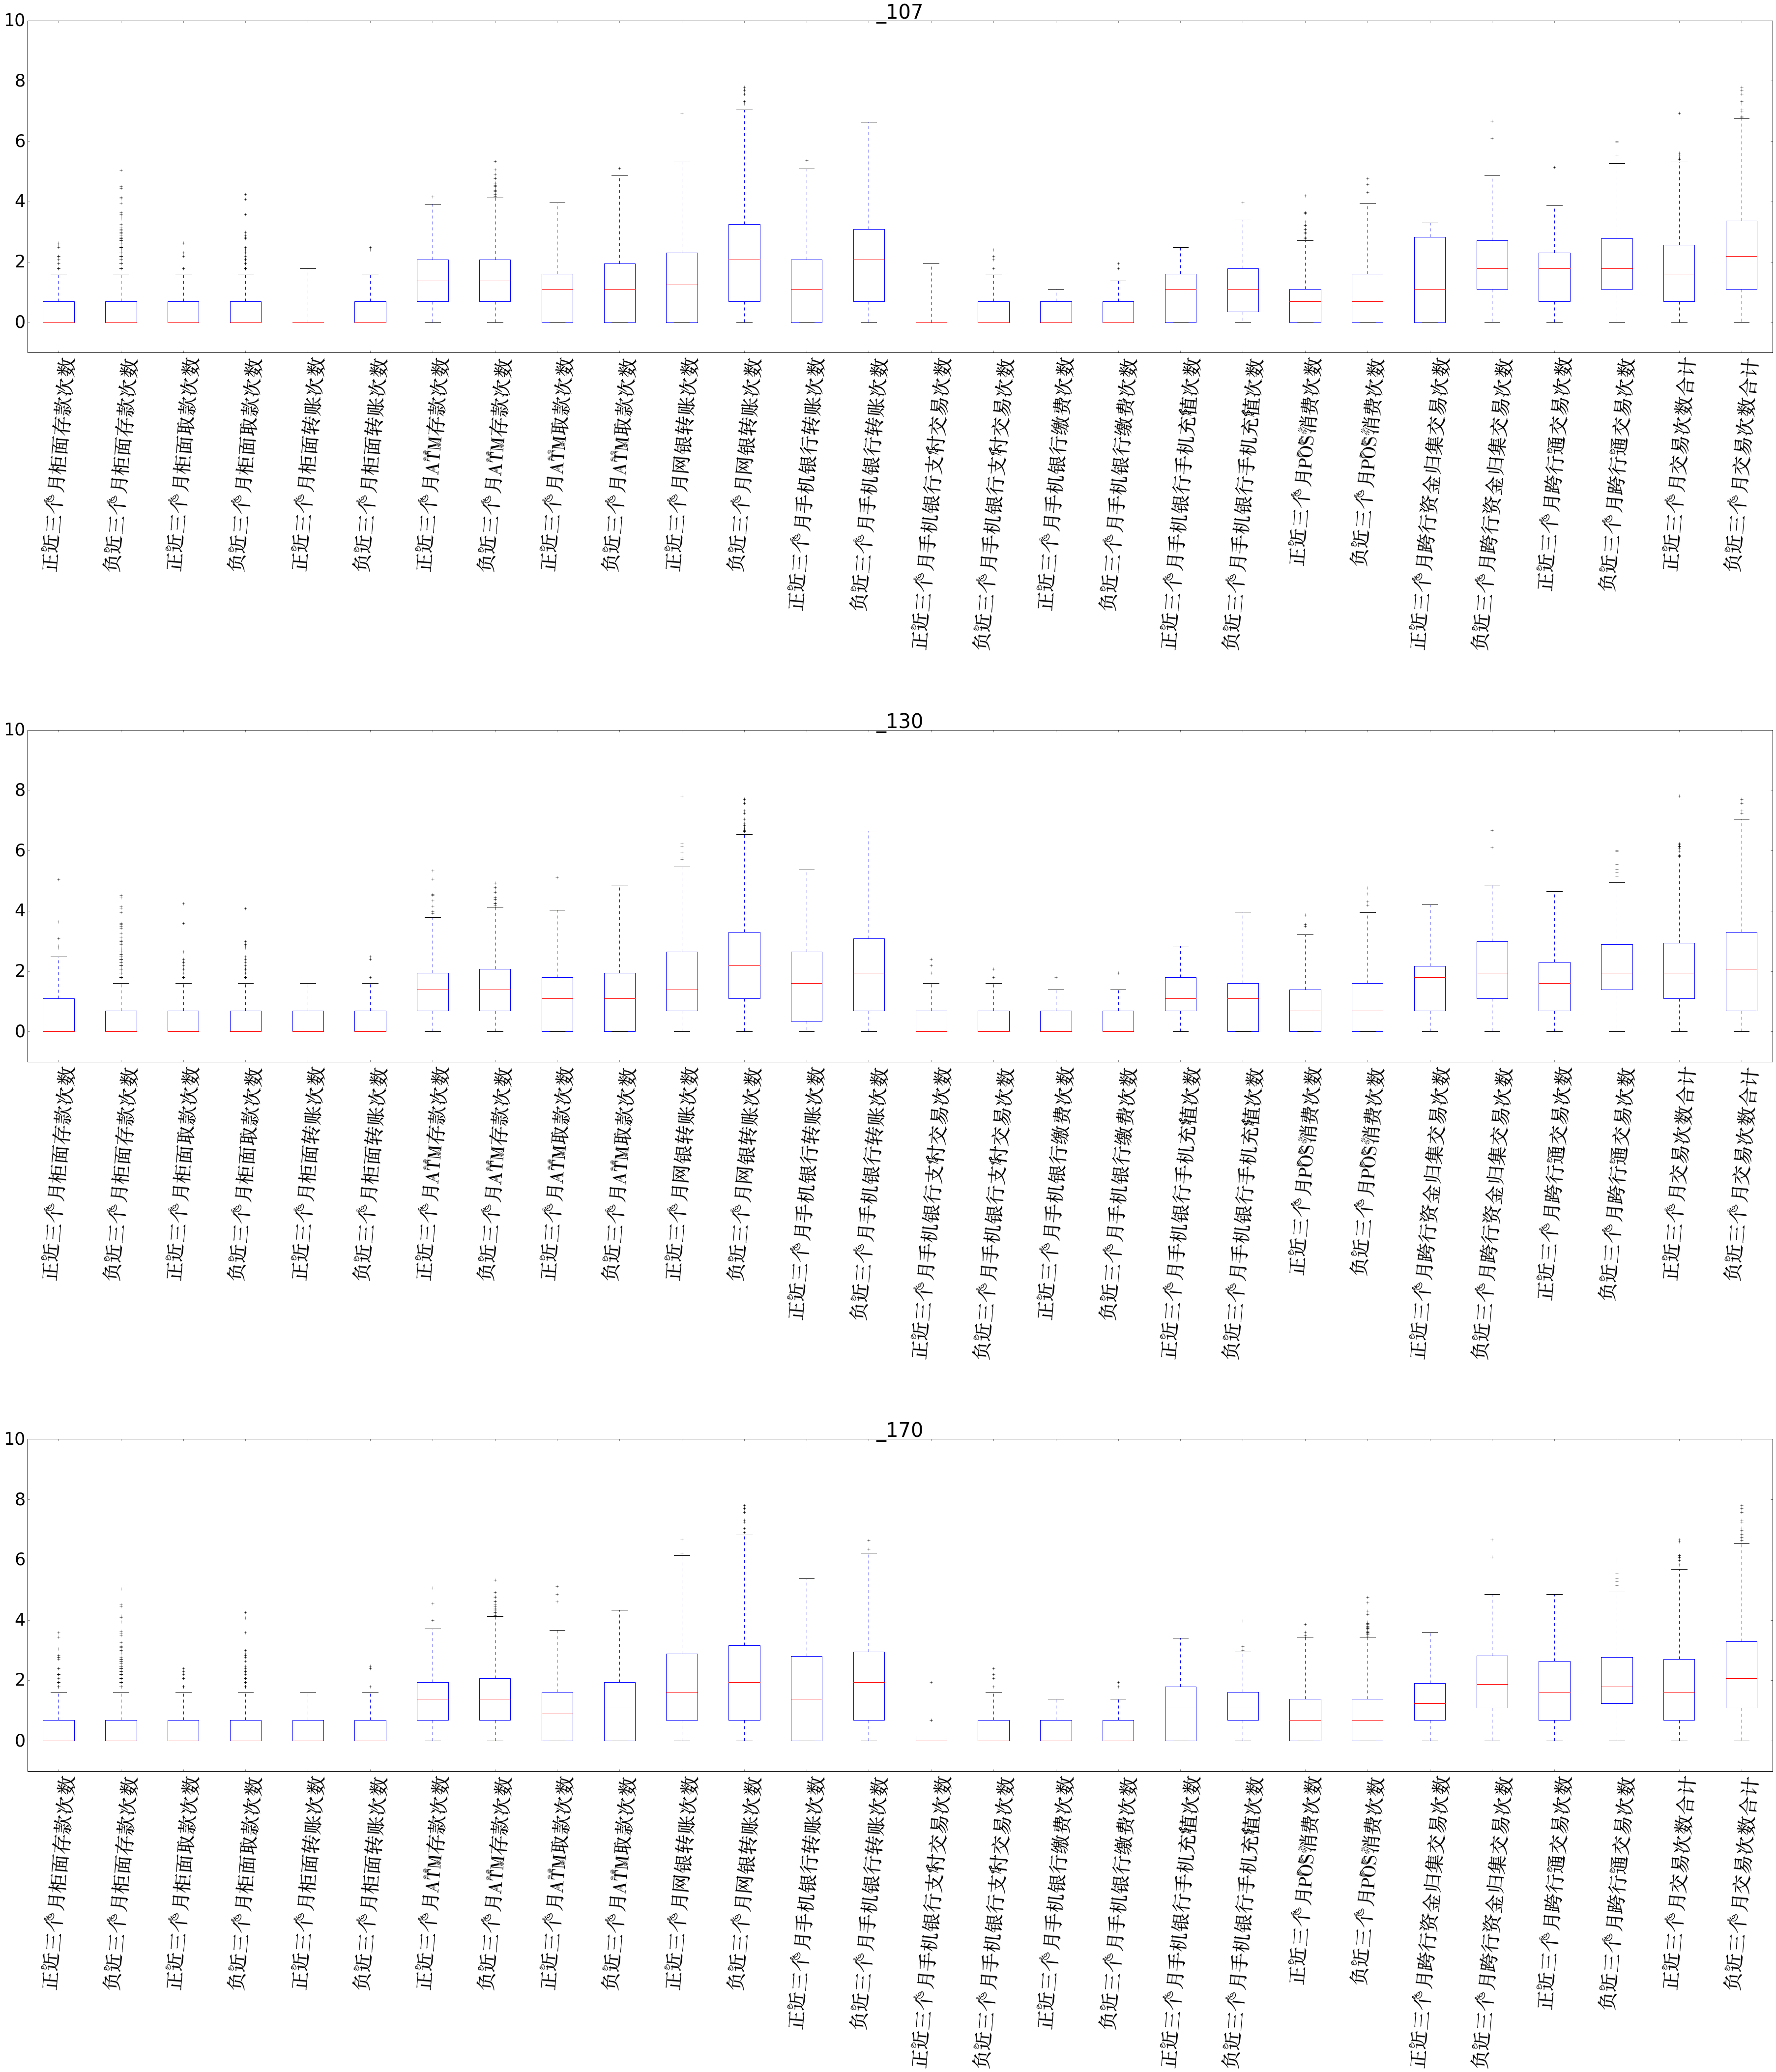 _107
10
8
6
4
2
0
正近三个月柜面存款次数
负近三个月柜面存款次数
正近三个月柜面取款次数
负近三个月柜面取款次数
正近三个月柜面转账次数
负近三个月柜面转账次数
正近三个月ATM存款次数
负近三个月ATM存款次数
正近三个月ATM取款次数
负近三个月ATM取款次数
正近三个月网银转账次数
负近三个月网银转账次数
正近三个月手机银行转账次数
负近三个月手机银行转账次数
正近三个月手机银行支付交易次数
负近三个月手机银行支付交易次数
正近三个月手机银行缴费次数
负近三个月手机银行缴费次数
正近三个月手机银行手机充值次数
负近三个月手机银行手机充值次数
正近三个月POS消费次数
负近三个月POS消费次数
正近三个月跨行资金归集交易次数
负近三个月跨行资金归集交易次数
正近三个月跨行通交易次数
负近三个月跨行通交易次数
正近三个月交易次数合计
负近三个月交易次数合计
_130
10
8
6
4
2
0
正近三个月柜面存款次数
负近三个月柜面存款次数
正近三个月柜面取款次数
负近三个月柜面取款次数
正近三个月柜面转账次数
负近三个月柜面转账次数
正近三个月ATM存款次数
负近三个月ATM存款次数
正近三个月ATM取款次数
负近三个月ATM取款次数
正近三个月网银转账次数
负近三个月网银转账次数
正近三个月手机银行转账次数
负近三个月手机银行转账次数
正近三个月手机银行支付交易次数
负近三个月手机银行支付交易次数
正近三个月手机银行缴费次数
负近三个月手机银行缴费次数
正近三个月手机银行手机充值次数
负近三个月手机银行手机充值次数
正近三个月POS消费次数
负近三个月POS消费次数
正近三个月跨行资金归集交易次数
负近三个月跨行资金归集交易次数
正近三个月跨行通交易次数
负近三个月跨行通交易次数
正近三个月交易次数合计
负近三个月交易次数合计
_170
10
8
6
4
2
0
正近三个月柜面存款次数
负近三个月柜面存款次数
正近三个月柜面取款次数
负近三个月柜面取款次数
正近三个月柜面转账次数
负近三个月柜面转账次数
正近三个月ATM存款次数
负近三个月ATM存款次数
正近三个月ATM取款次数
负近三个月ATM取款次数
正近三个月网银转账次数
负近三个月网银转账次数
正近三个月手机银行转账次数
负近三个月手机银行转账次数
正近三个月手机银行支付交易次数
负近三个月手机银行支付交易次数
正近三个月手机银行缴费次数
负近三个月手机银行缴费次数
正近三个月手机银行手机充值次数
负近三个月手机银行手机充值次数
正近三个月POS消费次数
负近三个月POS消费次数
正近三个月跨行资金归集交易次数
负近三个月跨行资金归集交易次数
正近三个月跨行通交易次数
负近三个月跨行通交易次数
正近三个月交易次数合计
负近三个月交易次数合计